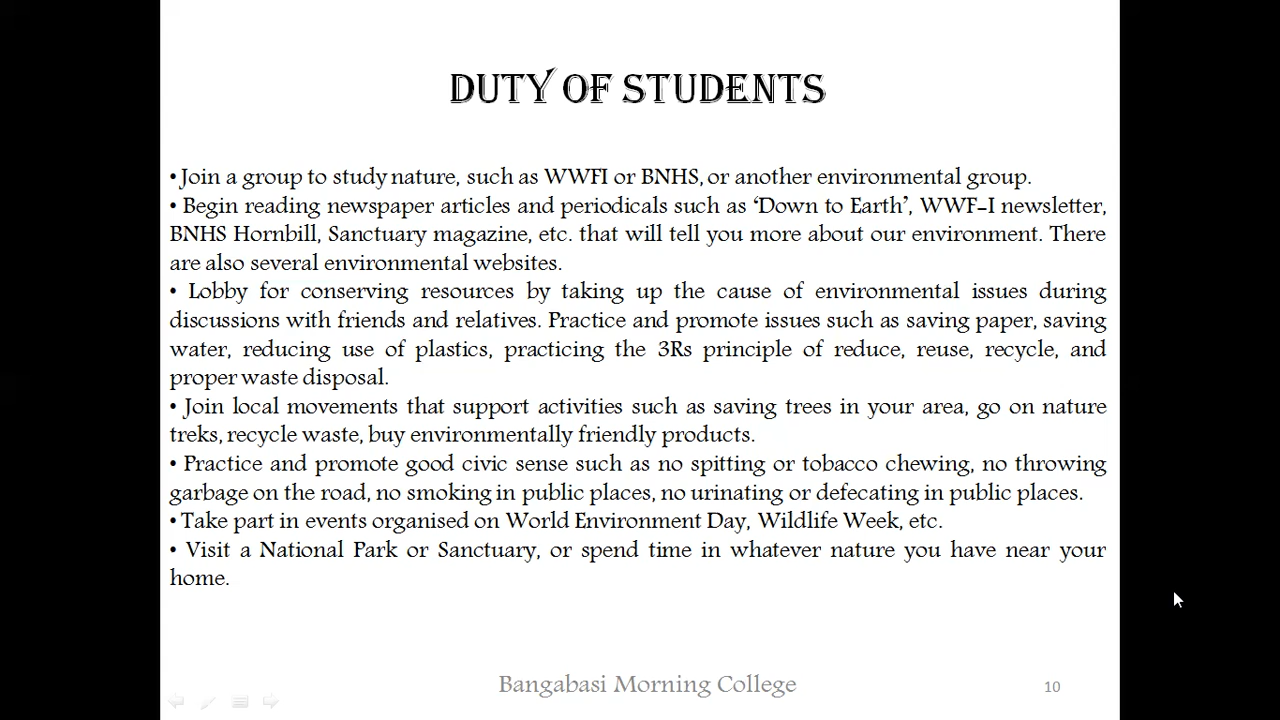 DUTY OF STUDENTS
• Join a group to study nature, such as WWFI or BNHS, or another environmental group.
• Begin reading newspaper articles and periodicals such as ‘Down to Earth’, WWF-I newsletter,
BNHS Hornbill, Sanctuary magazine, etc. that will tell you more about our environment. There
are also several environmental websites.
• Lobby for conserving resources by taking up the cause of environmental issues during
discussions with friends and relatives. Practice and promote issues such as saving paper, saving
water, reducing use of plastics, practicing the 3Rs principle of reduce, reuse, recycle, and
proper waste disposal.
• Join local movements that support activities such as saving trees in your area, go on nature
treks, recycle waste, buy environmentally friendly products.
• Practice and promote good civic sense such as no spitting or tobacco chewing, no throwing
garbage on the road, no smoking in public places, no urinating or defecating in public places.
• Take part in events organised on World Environment Day, Wildlife Week, etc.
• Visit a National Park or Sanctuary, or spend time in whatever nature you have near your
home.
Bangabasi Morning College
10